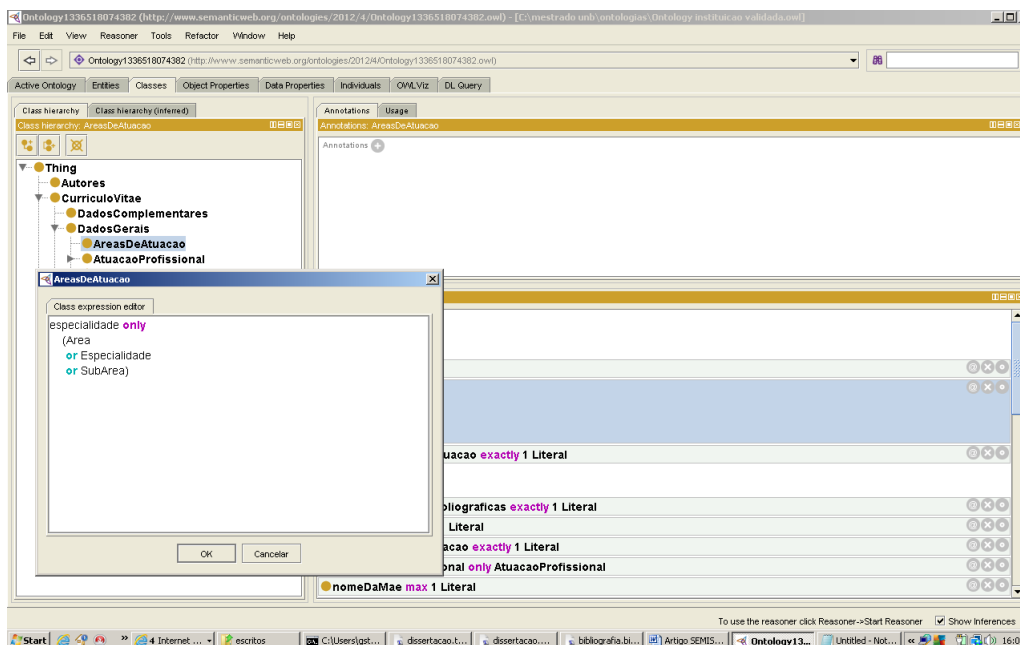 Ontology1336518074382 (http://www.semanticweb.org/ontologies/2012/4/Ontology1336518074382.owl) - [C:\mestrado unb\ontologias\Ontology instituicao validada.owl]
File Edit View Reasoner Tools Refactor Window Help
Ontology1336518074382 (http://www.semanticweb.org/ontologies/2012/4/Ontology1336518074382.owl)
Active Ontology Entities Classes Object Properties Data Properties Individuals OWLViz DL Query
Class hierarchy Class hierarchy (inferred)
Class hierarchy: AreasDeAtuacao
Thing
Autores
CurriculoVitae
DadosComplementares
DadosGerais
AreasDeAtuacao
AtuacaoProfissional
Annotations Usage
Annotations: AreasDeAtuacao
Annotations
AreasDeAtuacao
Class expression editor
especialidade only
(Area
or Especialidade
or SubArea)
OK Cancelar
uacao exactly 1 Literal
bliograficas exactly 1 Literal
Literal
acao exactly 1 Literal
onal only AtuacaoProfissional
nomeDaMae max 1 Literal
To use the reasoner click Reasoner->Start Reasoner Show Inferences
Start 4 Internet ... escritos C:\Users\gst... dissertacao.t... dissertacao.... bibliografia.bi... Artigo SEMIS... Ontology13... Untitled - Not... 16:0